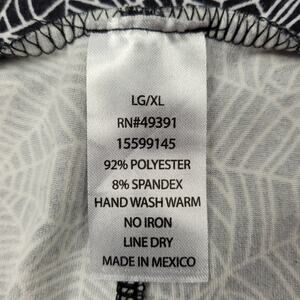 LG/XL
RN#49391
15599145
92% POLYESTER
8% SPANDEX
HAND WASH WARM
NO IRON
LINE DRY
MADE IN MEXICO